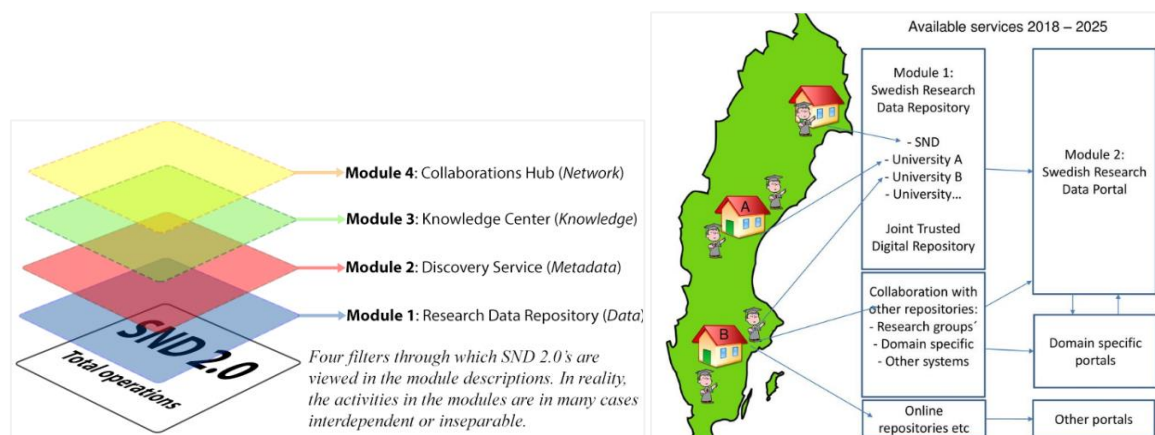 Module 4: Collaborations Hub (Network)
Module 3: Knowledge Center (Knowledge)
Module 2: Discovery Service (Metadata)
Module 1: Research Data Repository (Data)
SND 2.0
Total operations
Four filters through which SND 2.0´s are
viewed in the module descriptions. In reality,
the activities in the modules are in many cases
interdependent or inseparable.
Available services 2018 – 2025
A
B
Module 1:
Swedish Research
Data Repository
- SND
- University A
- University B
- University...
Joint Trusted
Digital Repository
Collaboration with
other repositories:
- Research groups´
- Domain specific
- Other systems
Online
repositories etc
Module 2:
Swedish Research
Data Portal
Domain specific
portals
Other portals